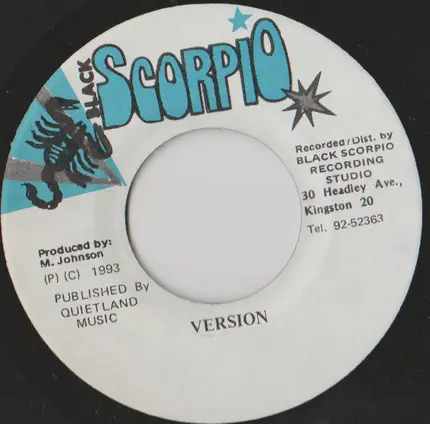 BLACK
SCORPIO
Recorded/Dist. by
BLACK SCORPIO
RECORDING
STUDIO
30 Headley Ave.,
Kingston 20
Tel. 92-52363
Produced by:
M. Johnson
(P) (C) 1993
PUBLISHED By
QUIETLAND
MUSIC
VERSION